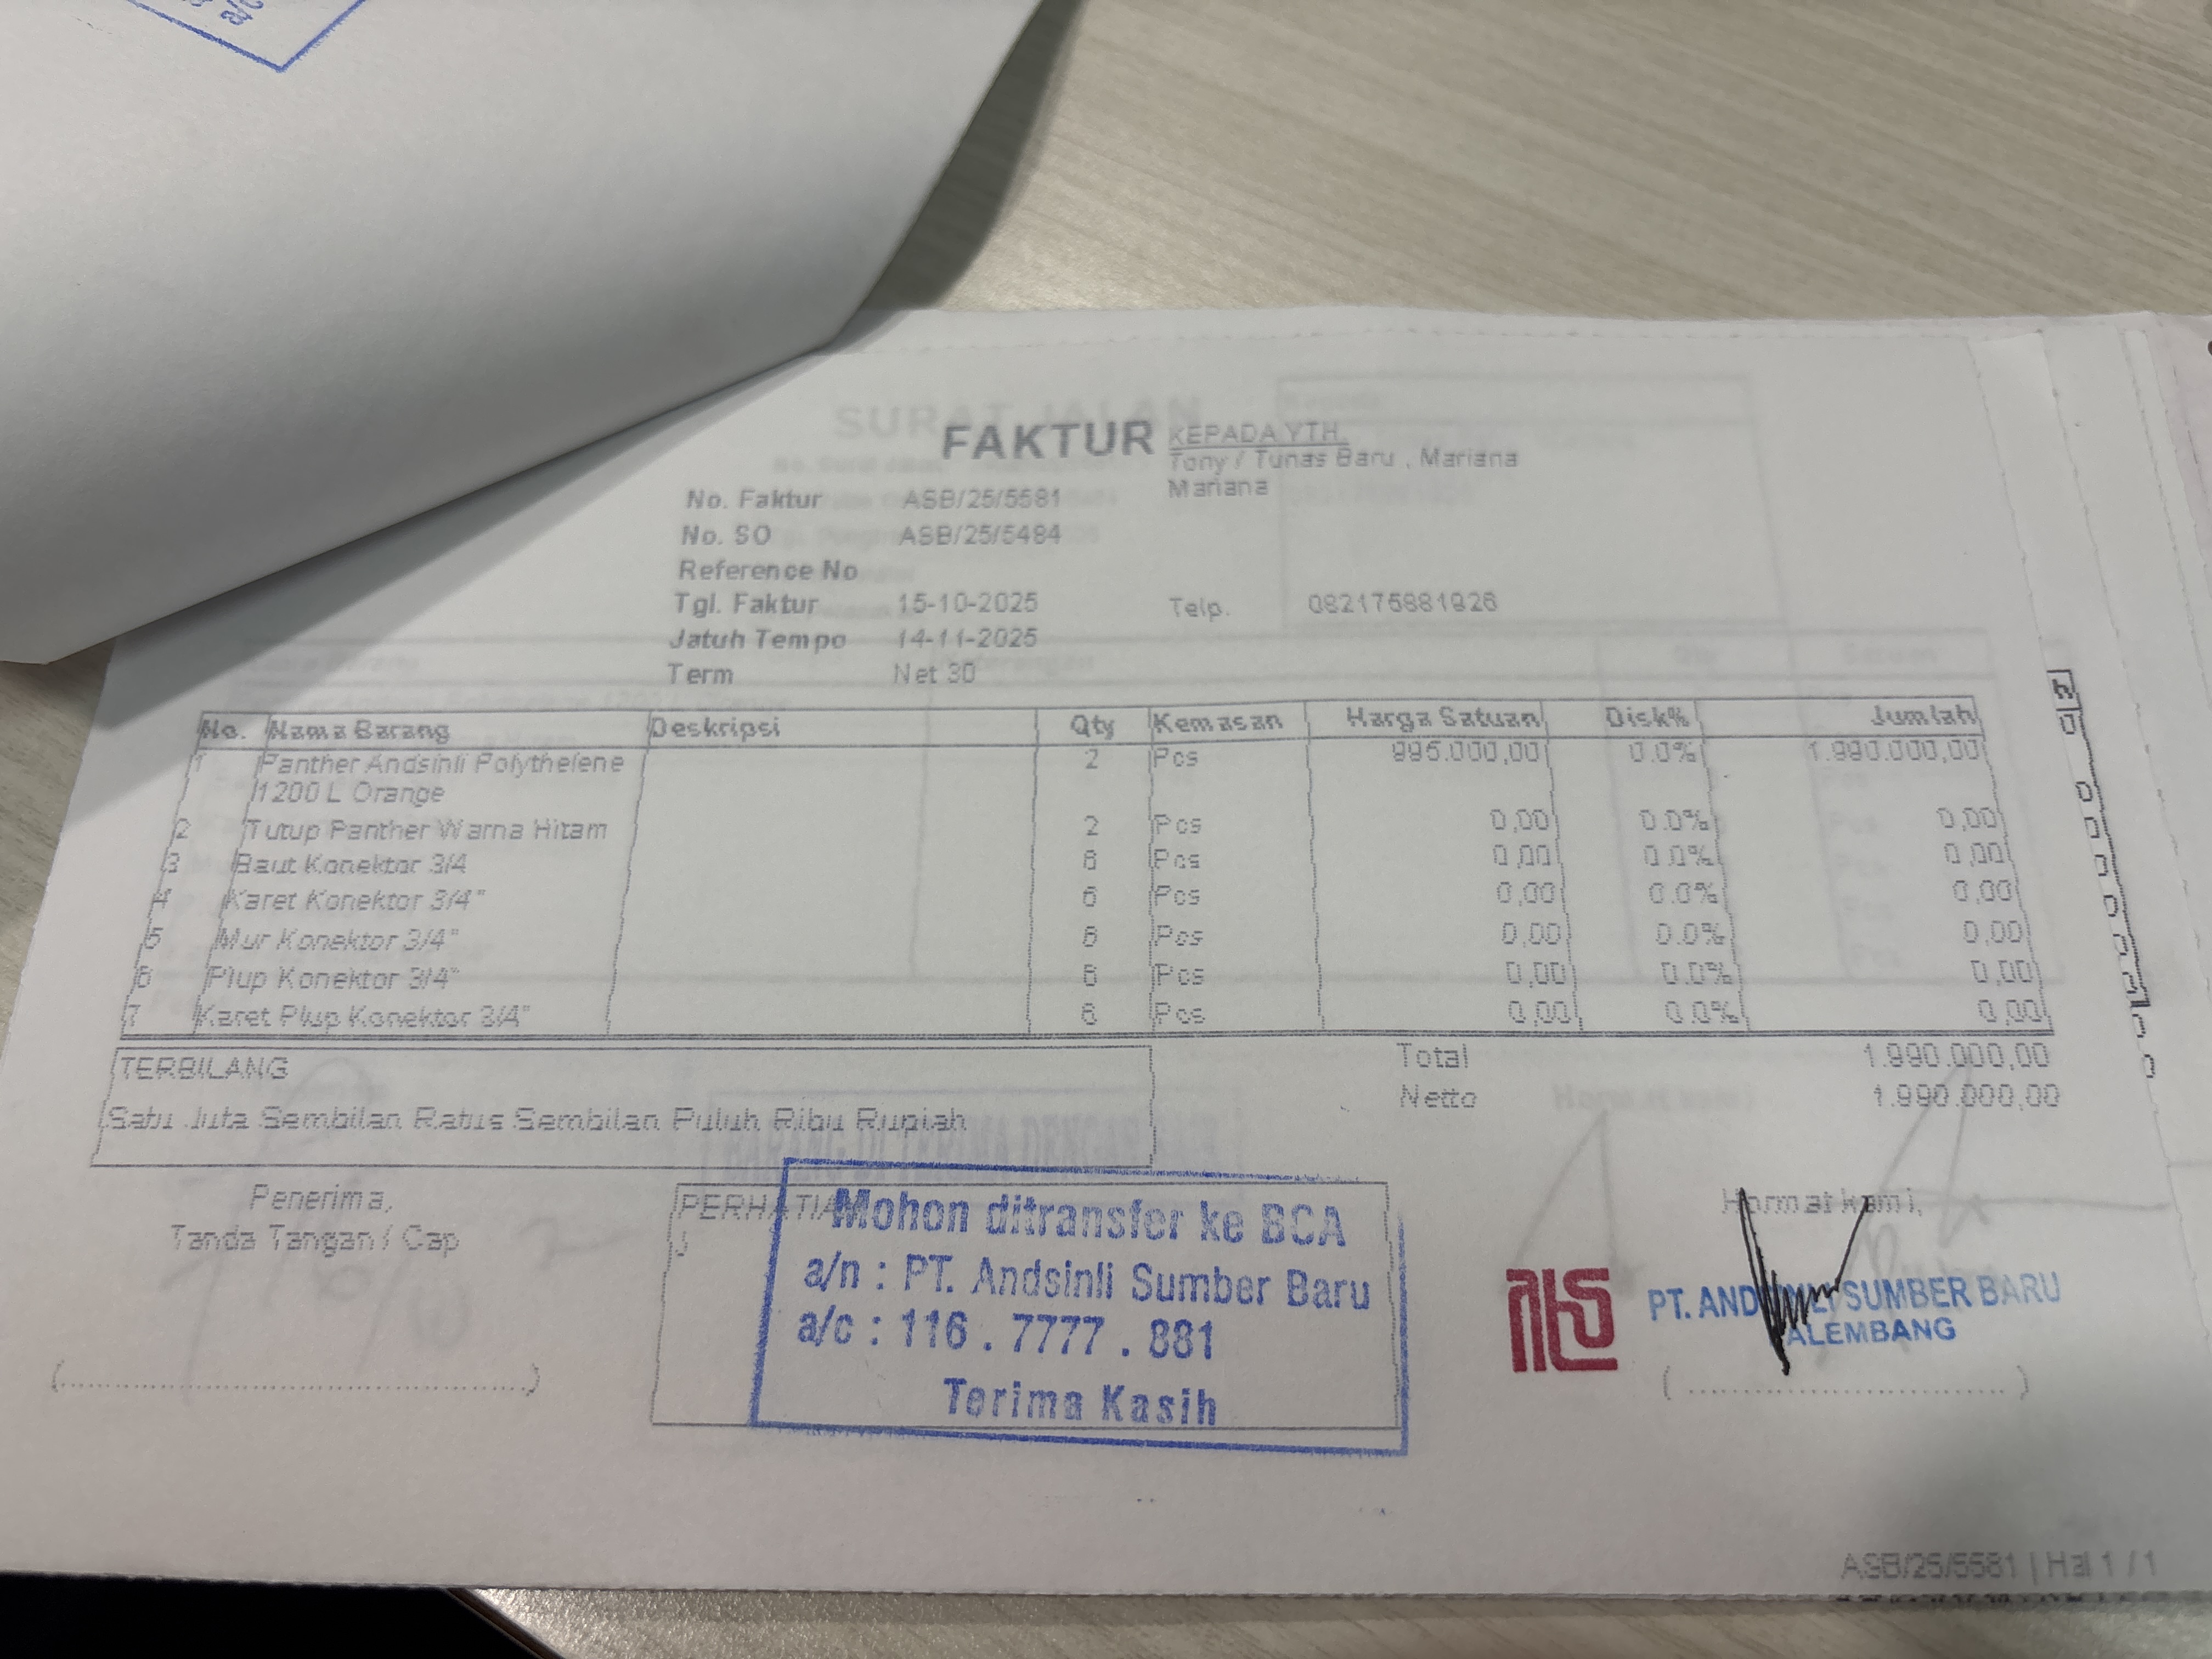 FAKTUR
KEPADA YTH.
Tony / Tunas Baru , Mariana
Mariana
No. Faktur ASB/25/5581
No. SO ASB/25/5484
Reference No
Tgl. Faktur 15-10-2025
Telp. 082175881926
Jatuh Tempo 14-11-2025
Term Net 30
No. Nama Barang Deskripsi Qty Kemasan Harga Satuan Disk% Jumlah
1 Panther Andsinli Polythelene 2 Pcs 995.000,00 0.0% 1.990.000,00
1200 L Orange
2 Tutup Panther Warna Hitam 2 Pcs 0,00 0.0% 0,00
3 Baut Konektor 3/4 6 Pcs 0,00 0.0% 0,00
4 Karet Konektor 3/4" 6 Pcs 0,00 0.0% 0,00
5 Mur Konektor 3/4" 6 Pcs 0,00 0.0% 0,00
6 Plup Konektor 3/4" 6 Pcs 0,00 0.0% 0,00
7 Karet Plup Konektor 3/4" 6 Pcs 0,00 0.0% 0,00
TERBILANG
Satu Juta Sembilan Ratus Sembilan Puluh Ribu Rupiah
Total 1.990.000,00
Netto 1.990.000,00
Penerima,
Tanda Tangan / Cap
PERHATIA
Mohon ditransfer ke BCA
a/n : PT. Andsinli Sumber Baru
a/c : 116 . 7777 . 881
Terima Kasih
Hormat kami,
PT. ANDSINLI SUMBER BARU
PALEMBANG
ASB/25/5581 | Hal 1 / 1